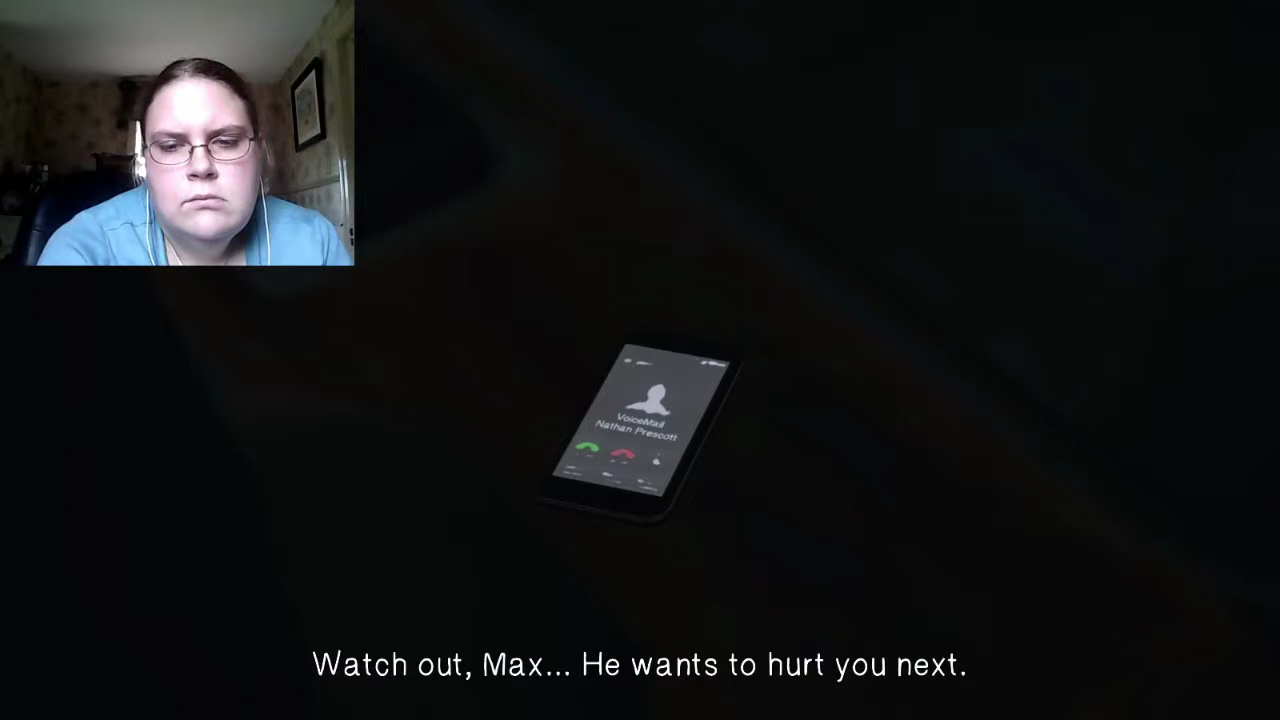 VoiceMail
Nathan Prescott
Watch out, Max... He wants to hurt you next.